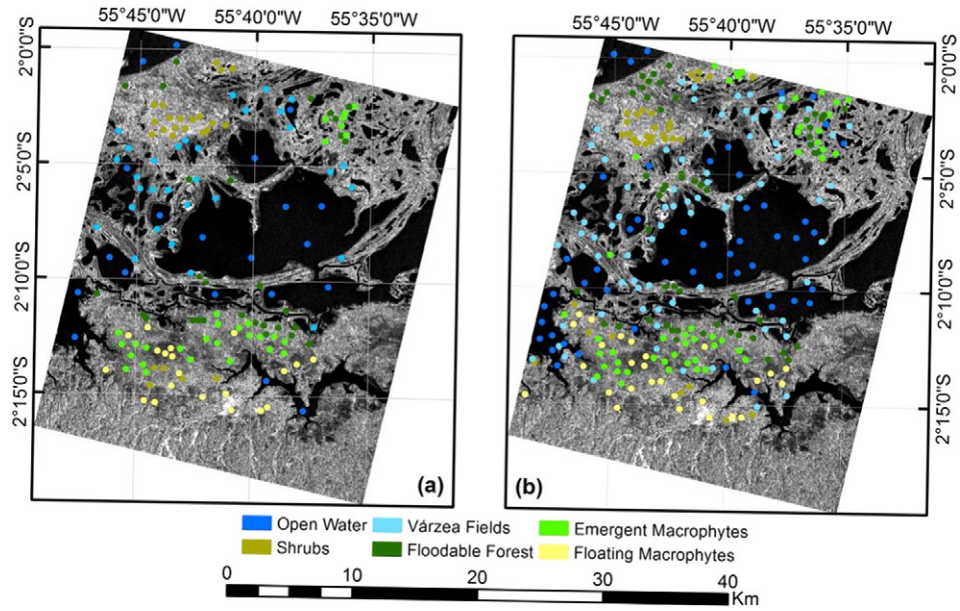 55°45'0"W 55°40'0"W 55°35'0"W
55°45'0"W 55°40'0"W 55°35'0"W
2°0'0"S
2°5'0"S
2°10'0"S
2°15'0"S
(a)
2°0'0"S
2°5'0"S
2°10'0"S
2°15'0"S
(b)
Open Water Várzea Fields Emergent Macrophytes
Shrubs Floodable Forest Floating Macrophytes
0 10 20 30 40
Km